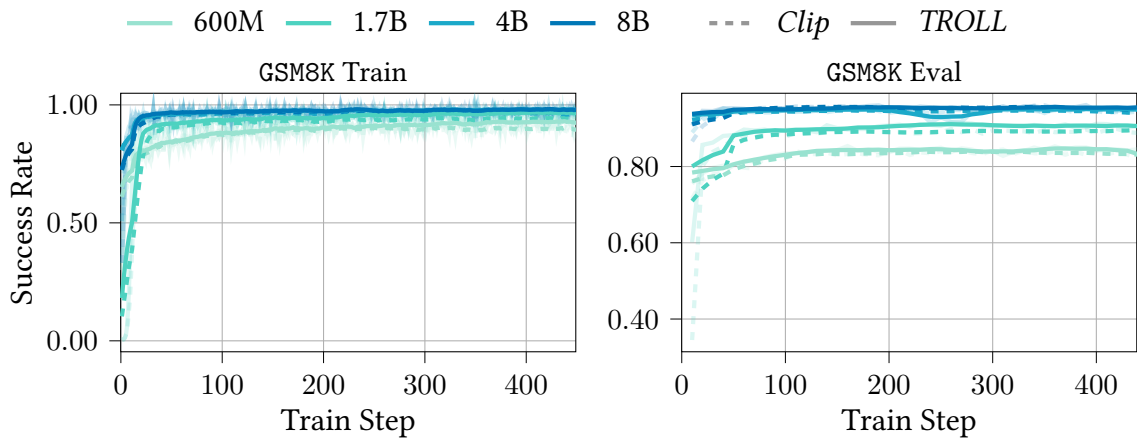 600M 1.7B 4B 8B Clip TROLL
GSM8K Train
GSM8K Eval
Success Rate
1.00
0.50
0.00
0 100 200 300 400
Train Step
0.80
0.60
0.40
0 100 200 300 400
Train Step